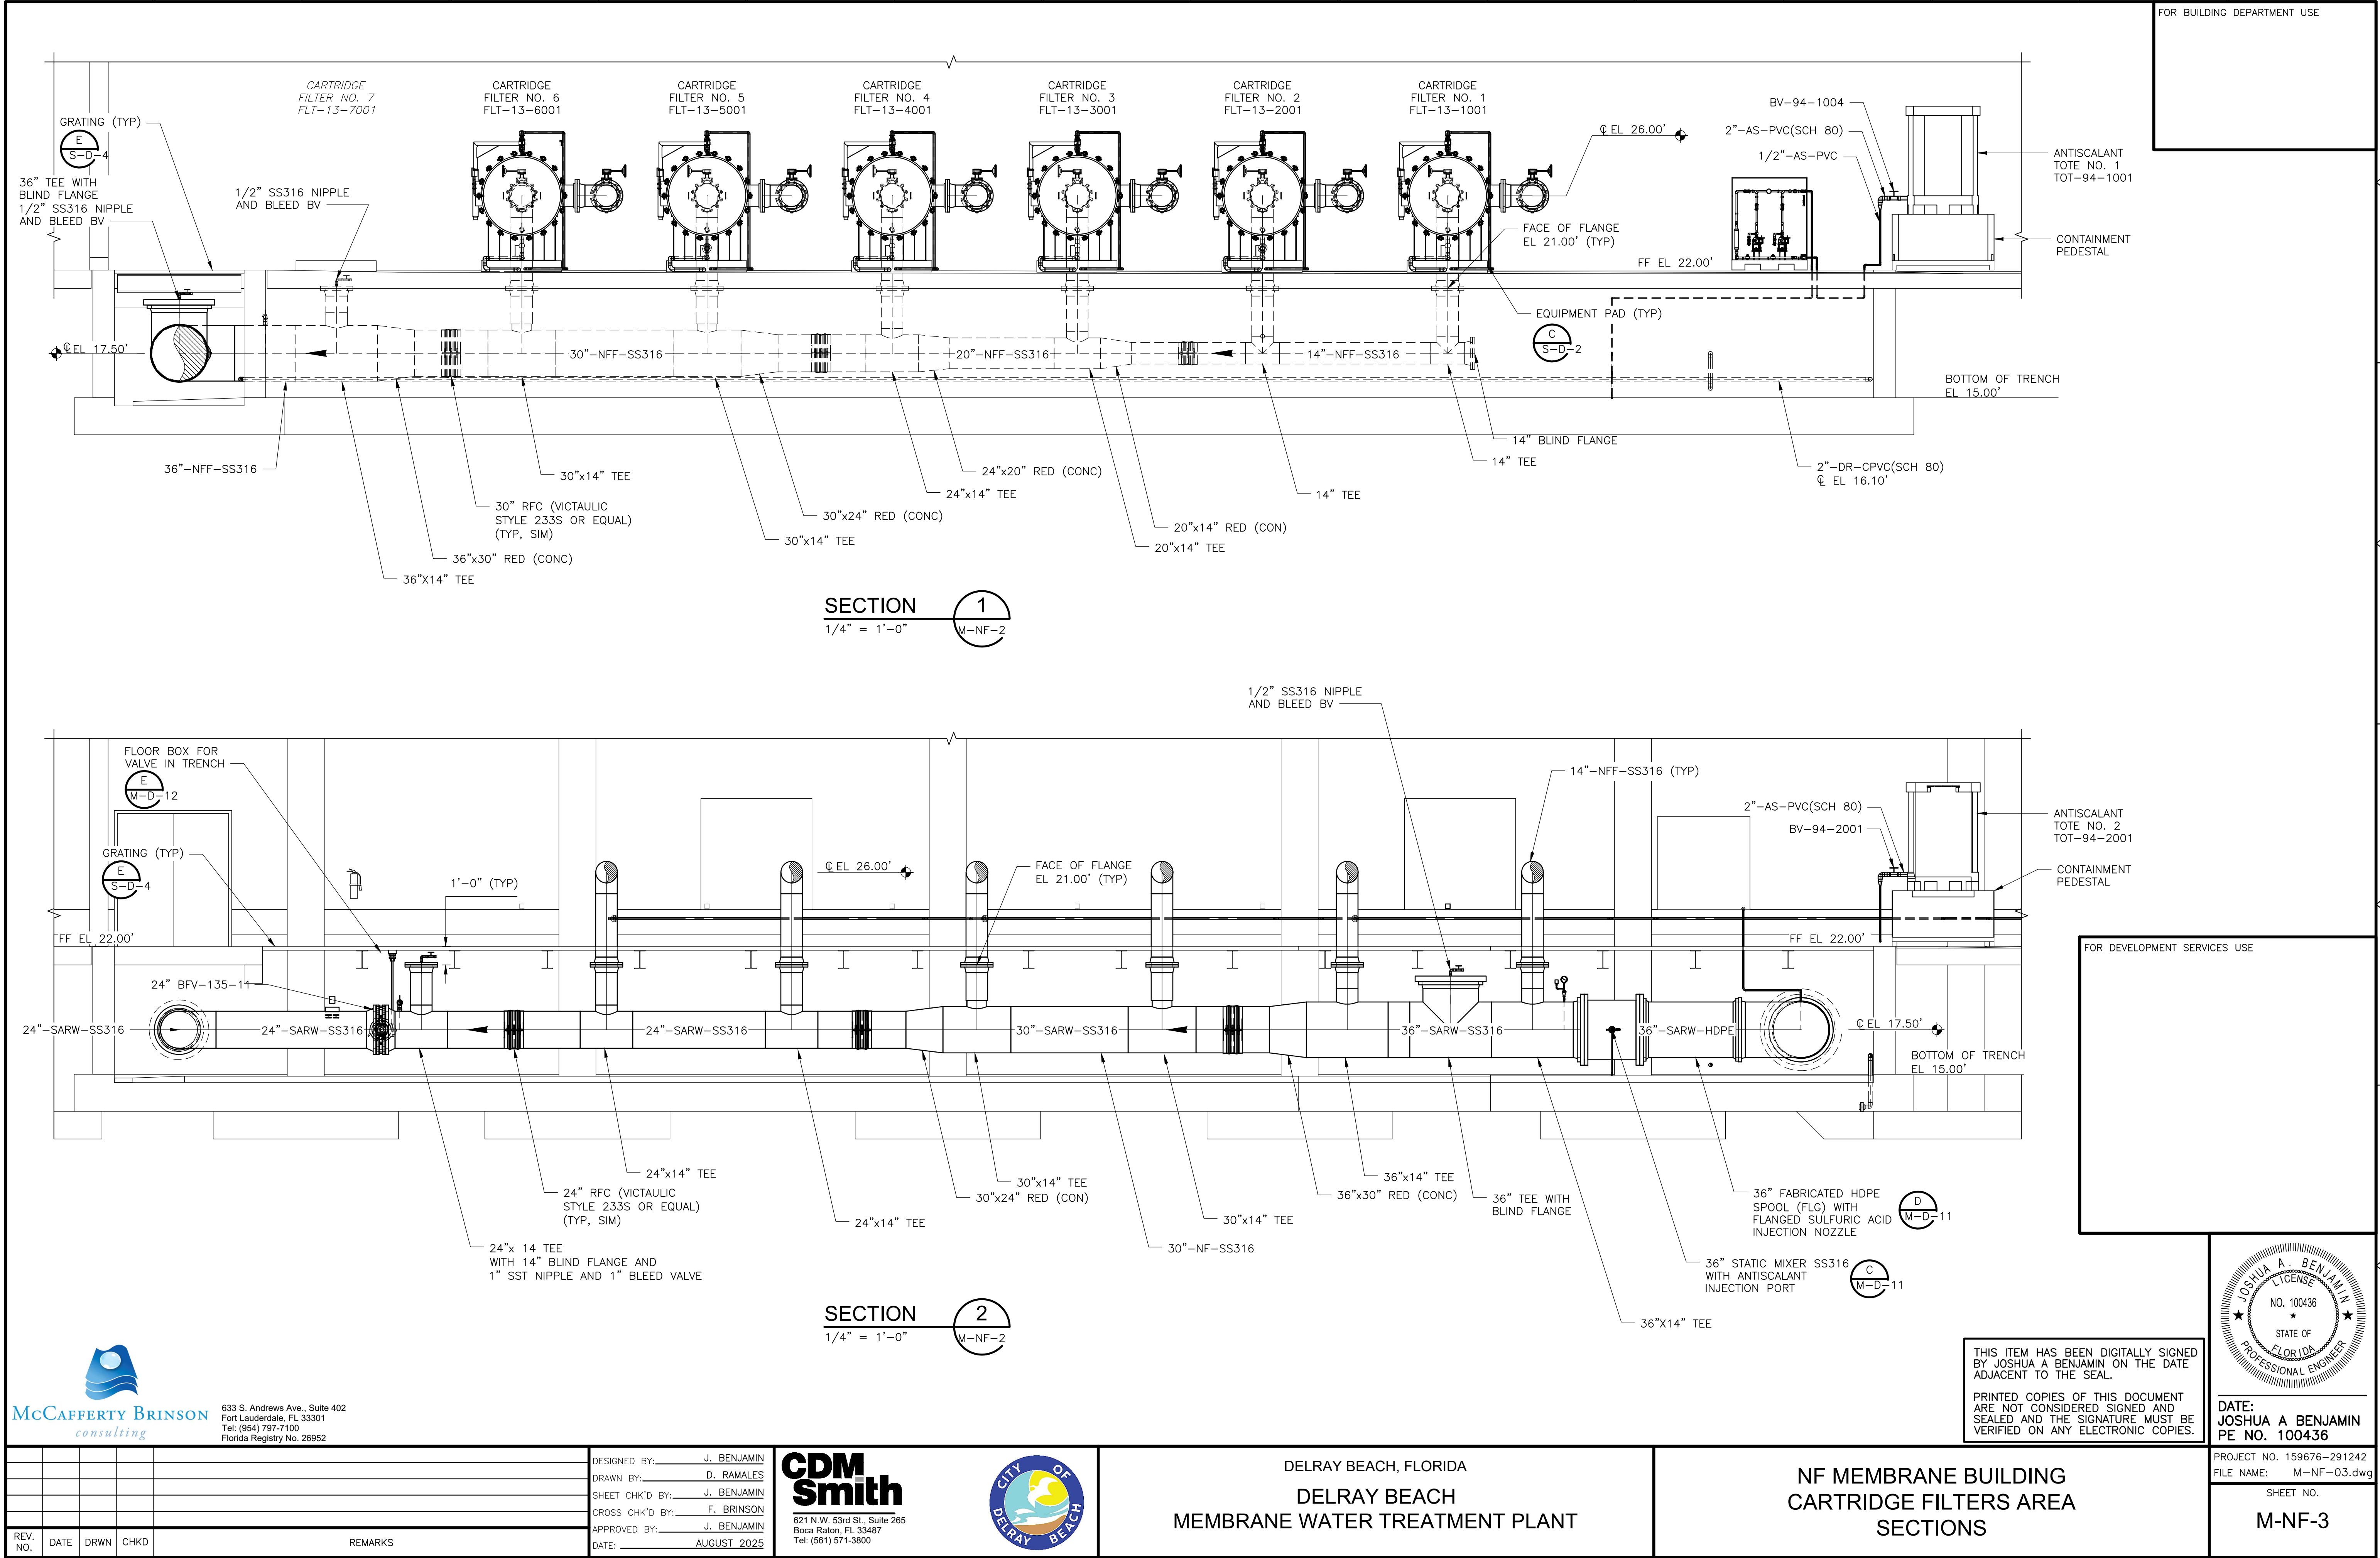 FOR BUILDING DEPARTMENT USE
CARTRIDGE
FILTER NO. 7
FLT-13-7001
CARTRIDGE
FILTER NO. 6
FLT-13-6001
CARTRIDGE
FILTER NO. 5
FLT-13-5001
CARTRIDGE
FILTER NO. 4
FLT-13-4001
CARTRIDGE
FILTER NO. 3
FLT-13-3001
CARTRIDGE
FILTER NO. 2
FLT-13-2001
CARTRIDGE
FILTER NO. 1
FLT-13-1001
GRATING (TYP)
E
S-D-4
36" TEE WITH
BLIND FLANGE
1/2" SS316 NIPPLE
AND BLEED BV
1/2" SS316 NIPPLE
AND BLEED BV
℄ EL 26.00'
BV-94-1004
2"-AS-PVC(SCH 80)
1/2"-AS-PVC
ANTISCALANT
TOTE NO. 1
TOT-94-1001
FACE OF FLANGE
EL 21.00' (TYP)
CONTAINMENT
PEDESTAL
FF EL 22.00'
EQUIPMENT PAD (TYP)
C
S-D-2
℄ EL 17.50'
30"-NFF-SS316
20"-NFF-SS316
14"-NFF-SS316
BOTTOM OF TRENCH
EL 15.00'
36"-NFF-SS316
30"x14" TEE
30" RFC (VICTAULIC
STYLE 233S OR EQUAL)
(TYP, SIM)
36"x30" RED (CONC)
36"X14" TEE
24"x20" RED (CONC)
24"x14" TEE
30"x24" RED (CONC)
30"x14" TEE
14" BLIND FLANGE
14" TEE
14" TEE
20"x14" RED (CON)
20"x14" TEE
2"-DR-CPVC(SCH 80)
℄ EL 16.10'
SECTION
1/4" = 1'-0"
1
M-NF-2
1/2" SS316 NIPPLE
AND BLEED BV
FLOOR BOX FOR
VALVE IN TRENCH
E
M-D-12
GRATING (TYP)
E
S-D-4
1'-0" (TYP)
℄ EL 26.00'
FACE OF FLANGE
EL 21.00' (TYP)
14"-NFF-SS316 (TYP)
2"-AS-PVC(SCH 80)
BV-94-2001
ANTISCALANT
TOTE NO. 2
TOT-94-2001
CONTAINMENT
PEDESTAL
FF EL 22.00'
FF EL 22.00'
FOR DEVELOPMENT SERVICES USE
24" BFV-135-11
24"-SARW-SS316
24"-SARW-SS316
24"-SARW-SS316
30"-SARW-SS316
36"-SARW-SS316
36"-SARW-HDPE
℄ EL 17.50'
BOTTOM OF TRENCH
EL 15.00'
24"x14" TEE
24" RFC (VICTAULIC
STYLE 233S OR EQUAL)
(TYP, SIM)
24"x 14 TEE
WITH 14" BLIND FLANGE AND
1" SST NIPPLE AND 1" BLEED VALVE
24"x14" TEE
30"x14" TEE
30"x24" RED (CON)
30"x14" TEE
30"-NF-SS316
36"x14" TEE
36"x30" RED (CONC)
36" TEE WITH
BLIND FLANGE
36" FABRICATED HDPE
SPOOL (FLG) WITH
FLANGED SULFURIC ACID
INJECTION NOZZLE
D
M-D-11
36" STATIC MIXER SS316
WITH ANTISCALANT
INJECTION PORT
C
M-D-11
36"X14" TEE
SECTION
1/4" = 1'-0"
2
M-NF-2
JOSHUA A. BENJAMIN
LICENSE
NO. 100436
STATE OF
FLORIDA
PROFESSIONAL ENGINEER
THIS ITEM HAS BEEN DIGITALLY SIGNED
BY JOSHUA A BENJAMIN ON THE DATE
ADJACENT TO THE SEAL.
PRINTED COPIES OF THIS DOCUMENT
ARE NOT CONSIDERED SIGNED AND
SEALED AND THE SIGNATURE MUST BE
VERIFIED ON ANY ELECTRONIC COPIES.
DATE:
JOSHUA A BENJAMIN
PE NO. 100436
McCAFFERTY BRINSON
consulting
633 S. Andrews Ave., Suite 402
Fort Lauderdale, FL 33301
Tel: (954) 797-7100
Florida Registry No. 26952
REV. NO. DATE DRWN CHKD REMARKS
DESIGNED BY: J. BENJAMIN
DRAWN BY: D. RAMALES
SHEET CHK'D BY: J. BENJAMIN
CROSS CHK'D BY: F. BRINSON
APPROVED BY: J. BENJAMIN
DATE: AUGUST 2025
CDM
Smith
621 N.W. 53rd St., Suite 265
Boca Raton, FL 33487
Tel: (561) 571-3800
CITY OF
DELRAY BEACH
DELRAY BEACH, FLORIDA
DELRAY BEACH
MEMBRANE WATER TREATMENT PLANT
NF MEMBRANE BUILDING
CARTRIDGE FILTERS AREA
SECTIONS
PROJECT NO. 159676-291242
FILE NAME: M-NF-03.dwg
SHEET NO.
M-NF-3